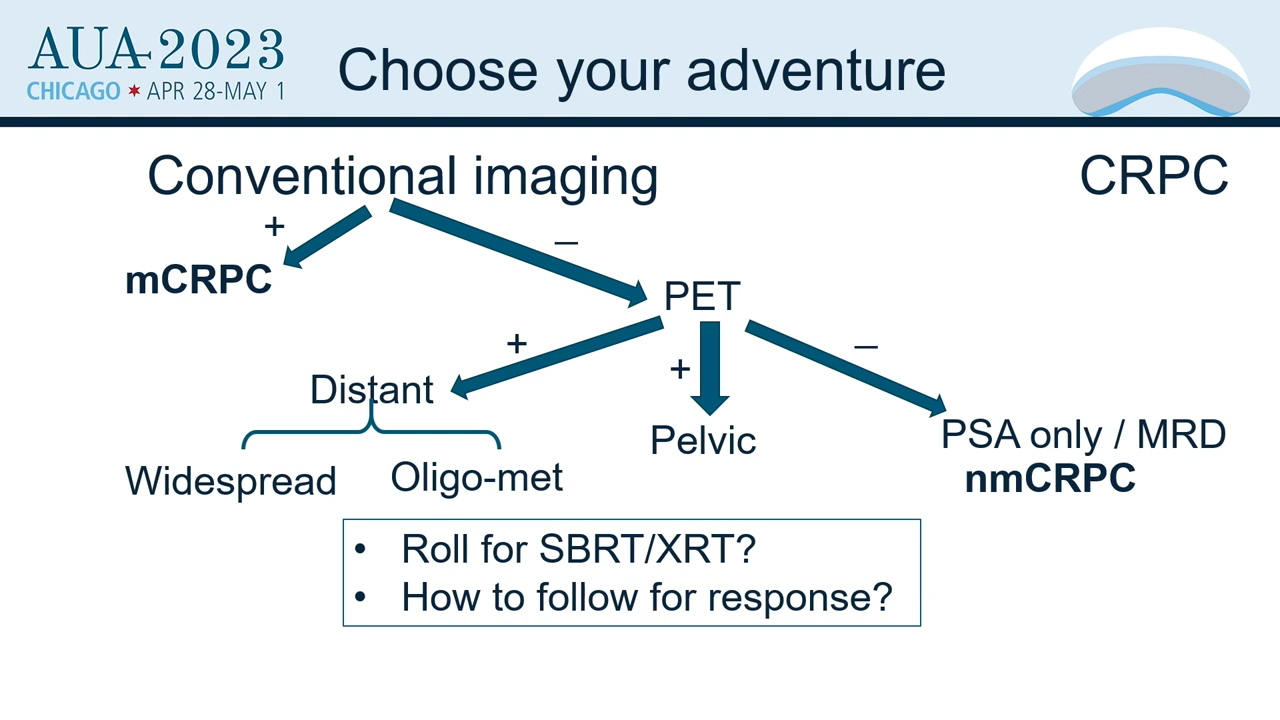 AUA 2023
CHICAGO ✶ APR 28-MAY 1
Choose your adventure
Conventional imaging
CRPC
+
–
mCRPC
PET
+
+
–
Distant
Pelvic
PSA only / MRD
nmCRPC
Widespread
Oligo-met
• Roll for SBRT/XRT?
• How to follow for response?